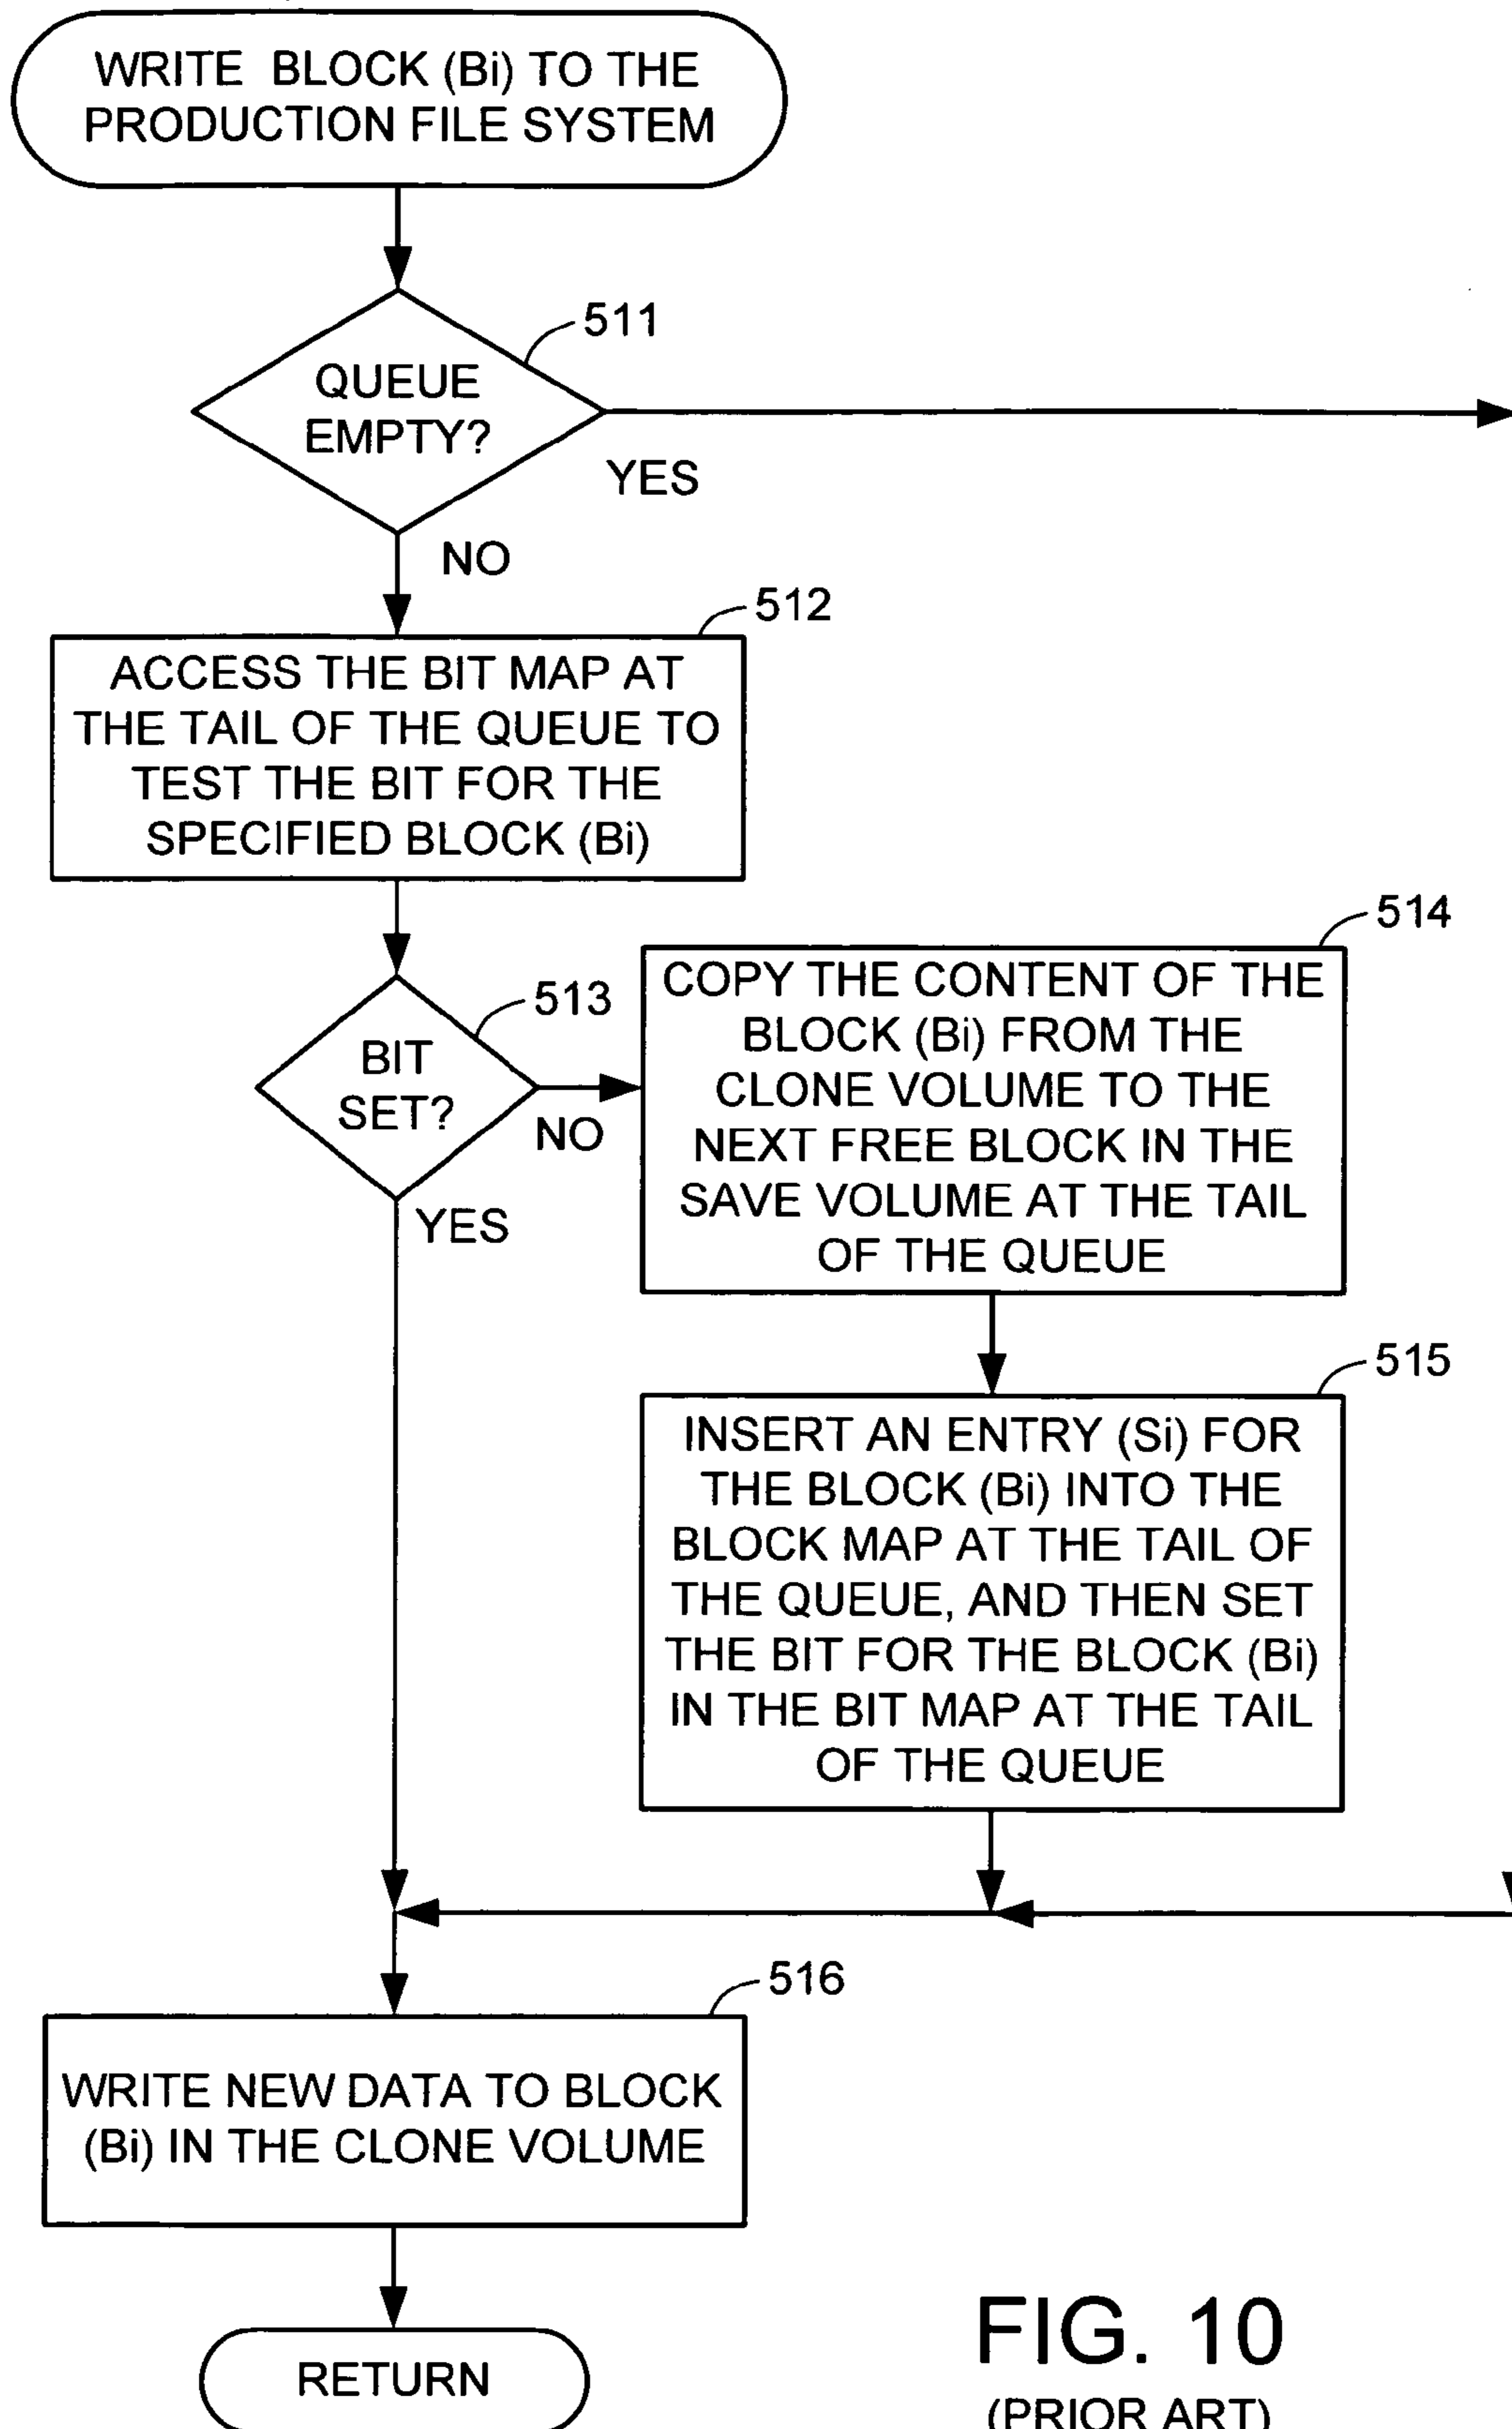 WRITE BLOCK (Bi) TO THE
PRODUCTION FILE SYSTEM
511
QUEUE
EMPTY?
YES
NO
512
ACCESS THE BIT MAP AT
THE TAIL OF THE QUEUE TO
TEST THE BIT FOR THE
SPECIFIED BLOCK (Bi)
513
BIT
SET?
NO
YES
514
COPY THE CONTENT OF THE
BLOCK (Bi) FROM THE
CLONE VOLUME TO THE
NEXT FREE BLOCK IN THE
SAVE VOLUME AT THE TAIL
OF THE QUEUE
515
INSERT AN ENTRY (Si) FOR
THE BLOCK (Bi) INTO THE
BLOCK MAP AT THE TAIL OF
THE QUEUE, AND THEN SET
THE BIT FOR THE BLOCK (Bi)
IN THE BIT MAP AT THE TAIL
OF THE QUEUE
516
WRITE NEW DATA TO BLOCK
(Bi) IN THE CLONE VOLUME
RETURN
FIG. 10
(PRIOR ART)